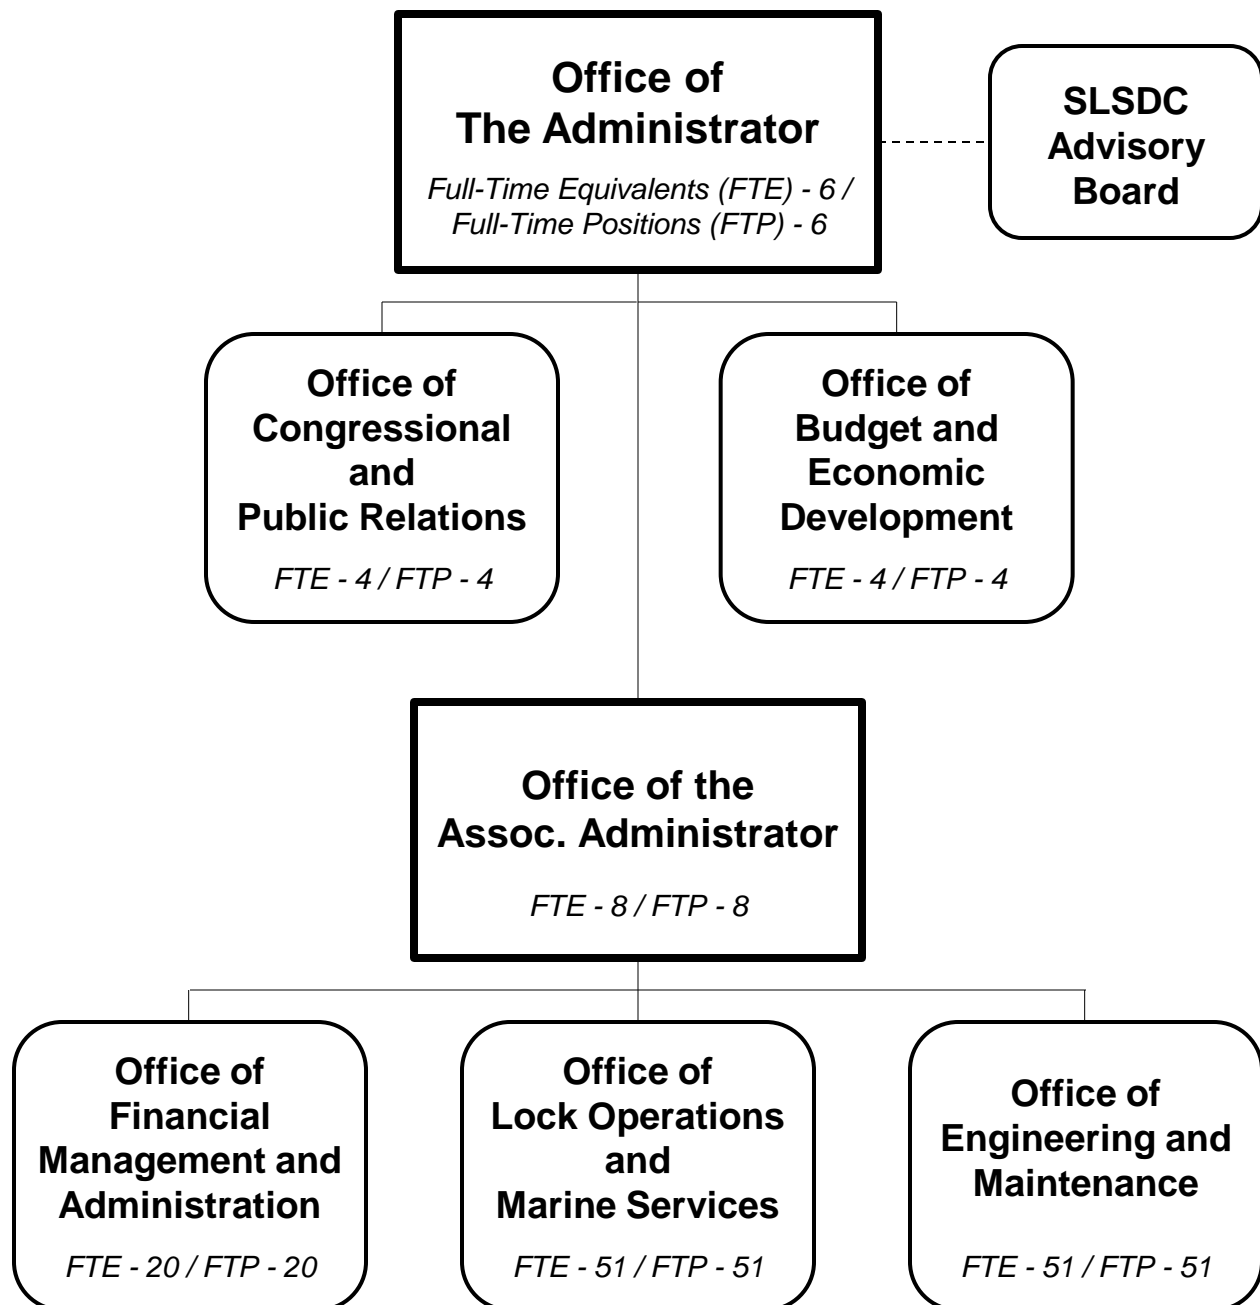 Office of
The Administrator
Full-Time Equivalents (FTE) - 6 /
Full-Time Positions (FTP) - 6
SLSDC
Advisory
Board
Office of
Congressional
and
Public Relations
FTE - 4 / FTP - 4
Office of
Budget and
Economic
Development
FTE - 4 / FTP - 4
Office of the
Assoc. Administrator
FTE - 8 / FTP - 8
Office of
Financial
Management and
Administration
FTE - 20 / FTP - 20
Office of
Lock Operations
and
Marine Services
FTE - 51 / FTP - 51
Office of
Engineering and
Maintenance
FTE - 51 / FTP - 51